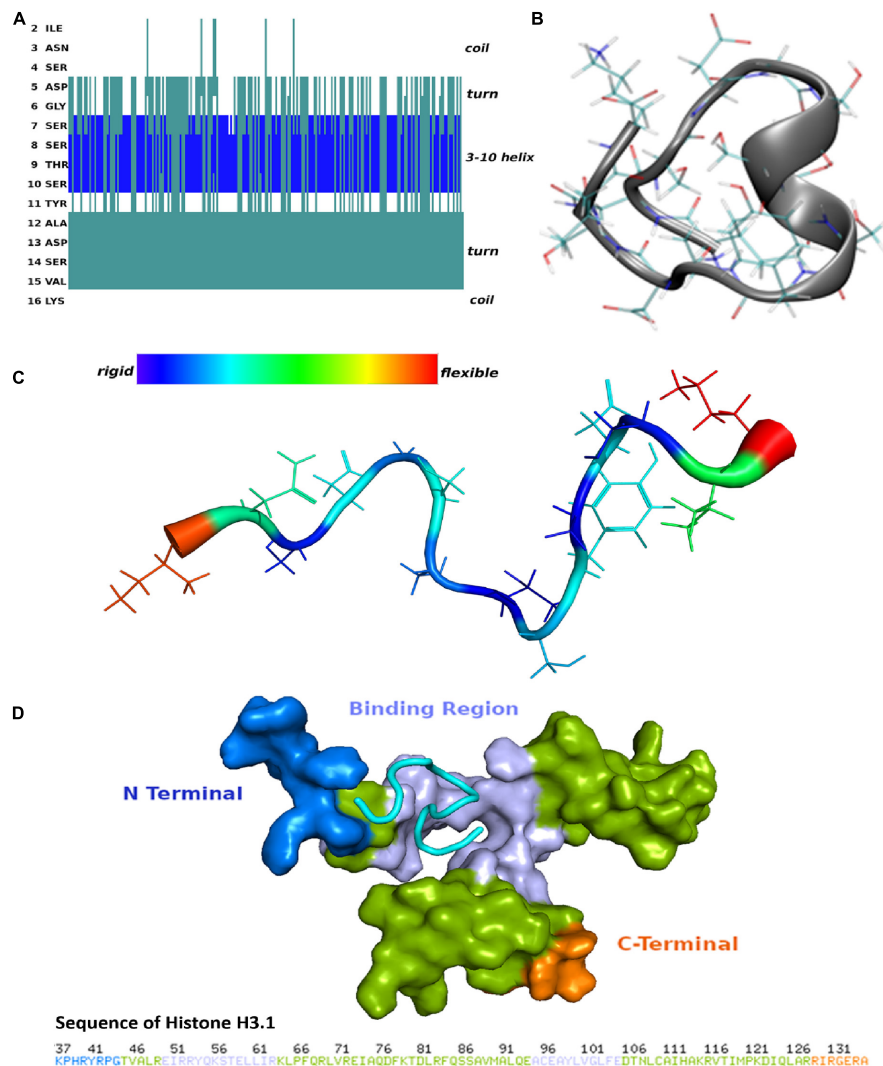 A
B
2 ILE
3 ASN
coil
4 SER
5 ASP
turn
6 GLY
7 SER
8 SER
3-10 helix
9 THR
10 SER
11 TYR
12 ALA
13 ASP
turn
14 SER
15 VAL
16 LYS
coil
C
rigid
flexible
D
Binding Region
N Terminal
C-Terminal
Sequence of Histone H3.1
37 41 46 51 56 61 66 71 76 81 86 91 96 101 106 111 116 121 126 131
KPHRYRPGTVALREIRRYQKSTELLIRKLPFQRLVREIAQDFKTDLRFQSSAVMALQEACEAYLVGLFEDTNLCAIHAKRVTIMPKDIQLARRIRGERA